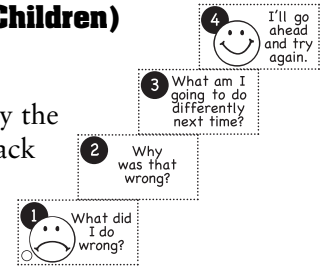 Children)
4
I'll go
ahead
and try
again.
3
What am I
going to do
differently
next time?
y the
ack
2
Why
was that
wrong?
1
What did
I do
wrong?